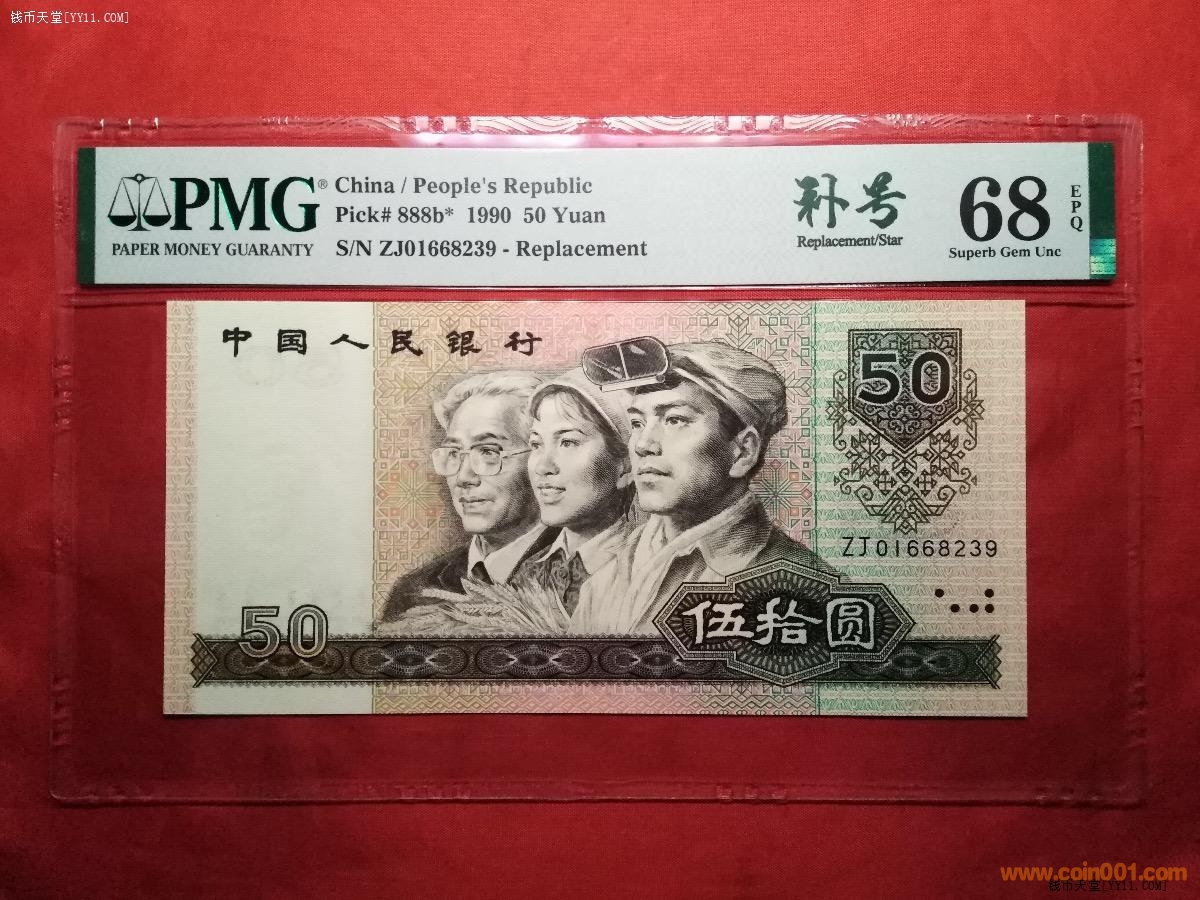 钱币天堂[YY11.COM]
PMG®
PAPER MONEY GUARANTY
China / People's Republic
Pick# 888b* 1990 50 Yuan
S/N ZJ01668239 - Replacement
补号
Replacement/Star
68
Superb Gem Unc
EPQ
中国人民银行
50
ZJ01668239
50
伍拾圆
www.coin001.com
钱币天堂[YY11.COM]